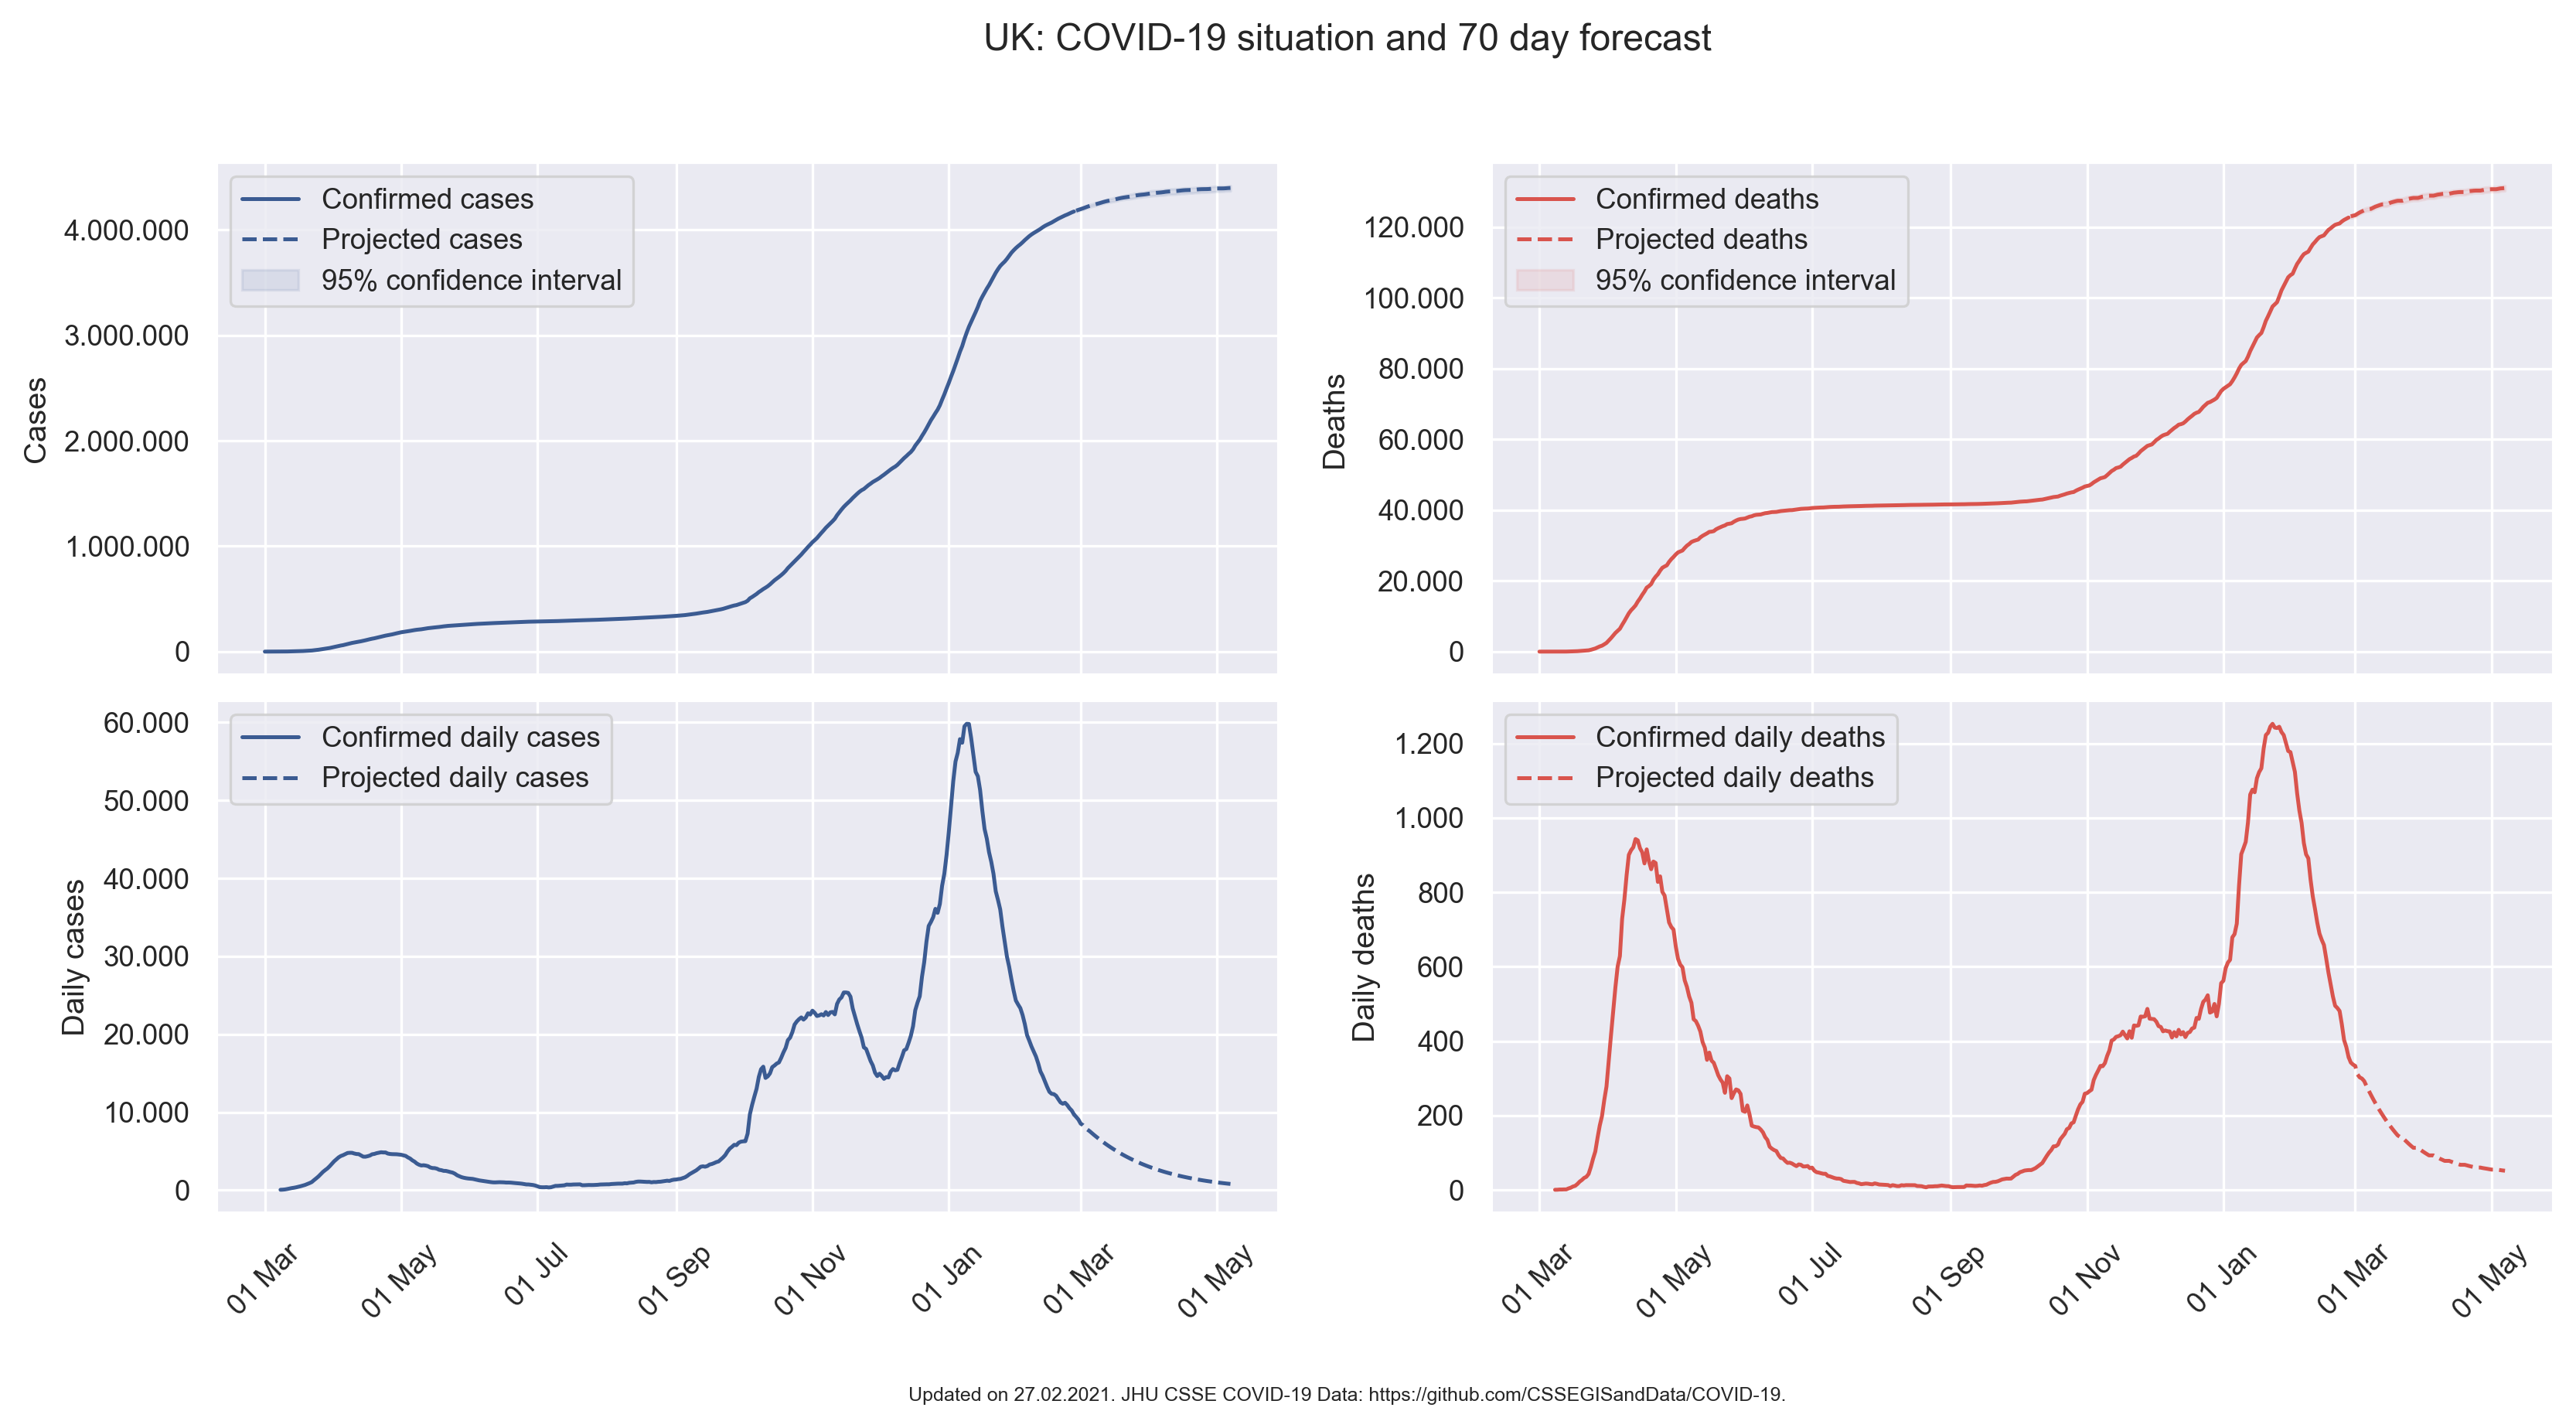 UK: COVID-19 situation and 70 day forecast
Confirmed cases
Projected cases
95% confidence interval
Cases
4.000.000
3.000.000
2.000.000
1.000.000
0
Confirmed deaths
Projected deaths
95% confidence interval
Deaths
120.000
100.000
80.000
60.000
40.000
20.000
0
Confirmed daily cases
Projected daily cases
Daily cases
60.000
50.000
40.000
30.000
20.000
10.000
0
01 Mar
01 May
01 Jul
01 Sep
01 Nov
01 Jan
01 Mar
01 May
Confirmed daily deaths
Projected daily deaths
Daily deaths
1.200
1.000
800
600
400
200
0
01 Mar
01 May
01 Jul
01 Sep
01 Nov
01 Jan
01 Mar
01 May
Updated on 27.02.2021. JHU CSSE COVID-19 Data: https://github.com/CSSEGISandData/COVID-19.